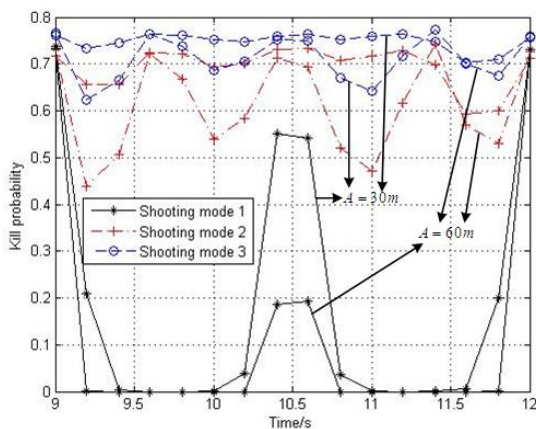 Kill probability
0.8
0.7
0.6
0.5
0.4
0.3
0.2
0.1
0
Shooting mode 1
Shooting mode 2
Shooting mode 3
A = 30m
A = 60m
9
9.5
10
10.5
11
11.5
12
Time/s